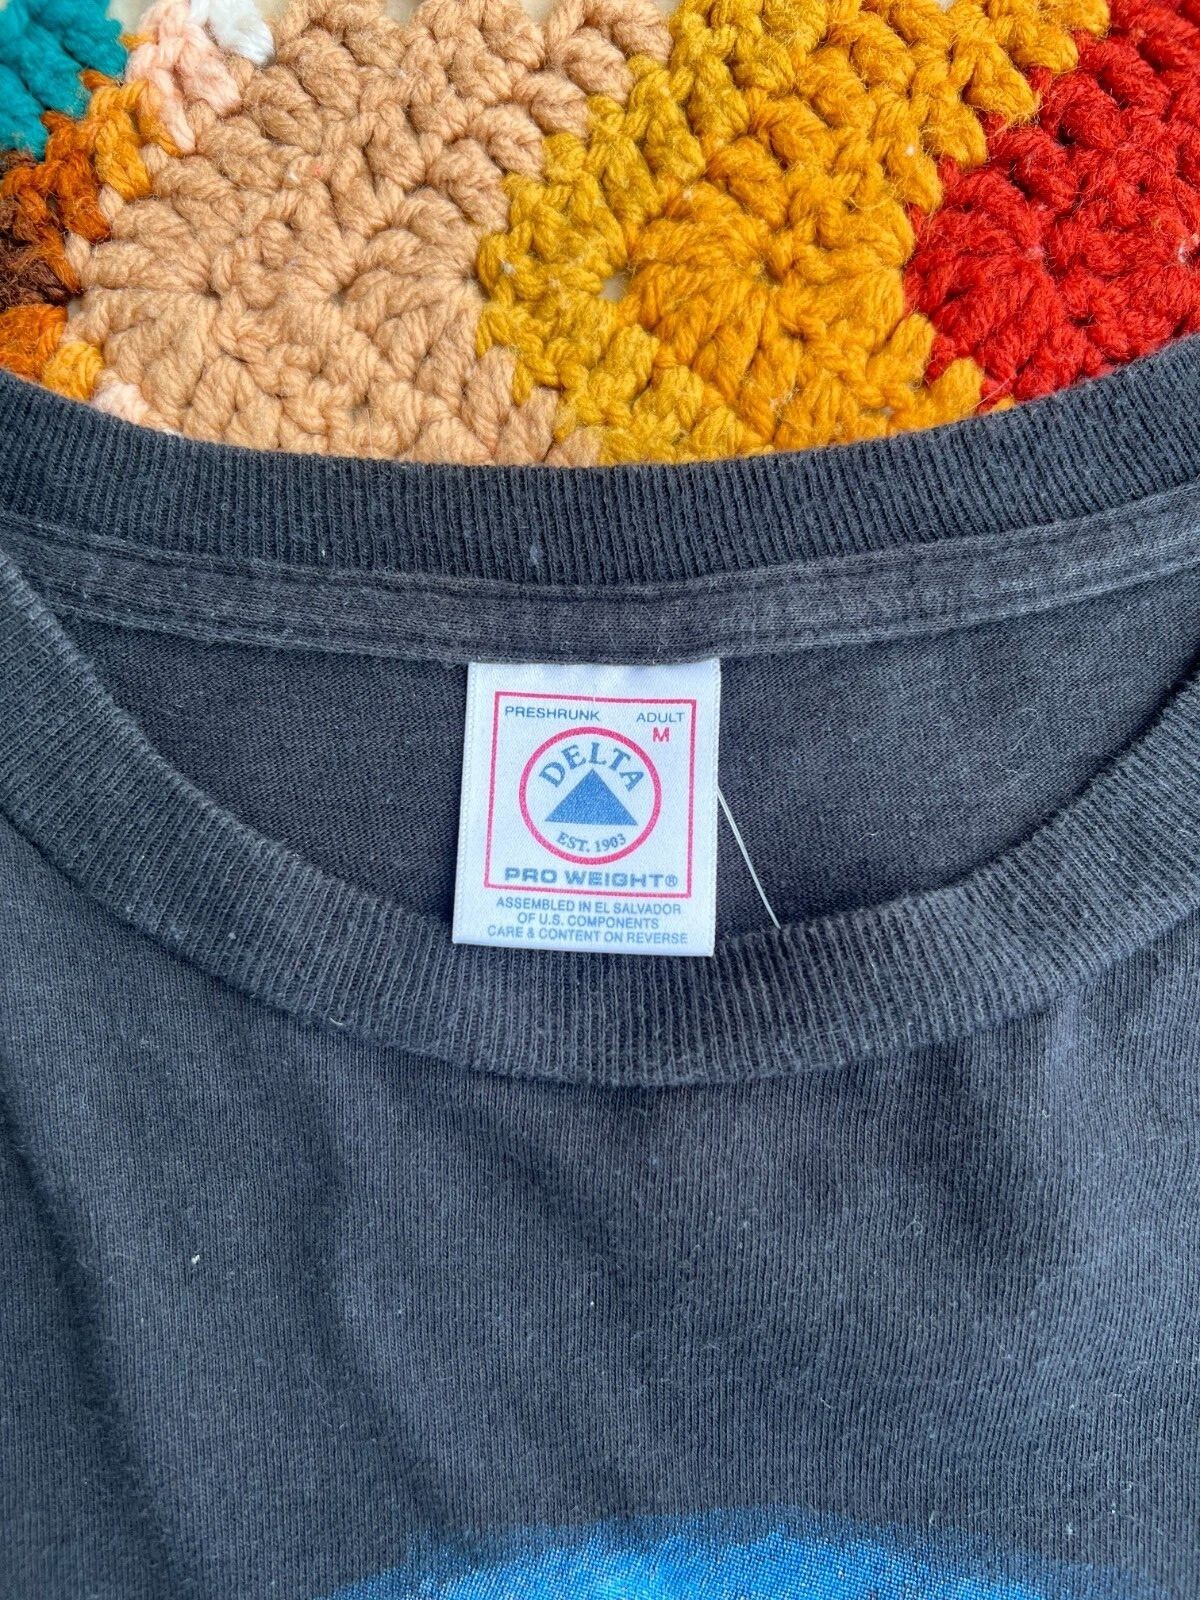 PRESHRUNK ADULT
M
DELTA
EST. 1903
PRO WEIGHT®
ASSEMBLED IN EL SALVADOR
OF U.S. COMPONENTS
CARE & CONTENT ON REVERSE